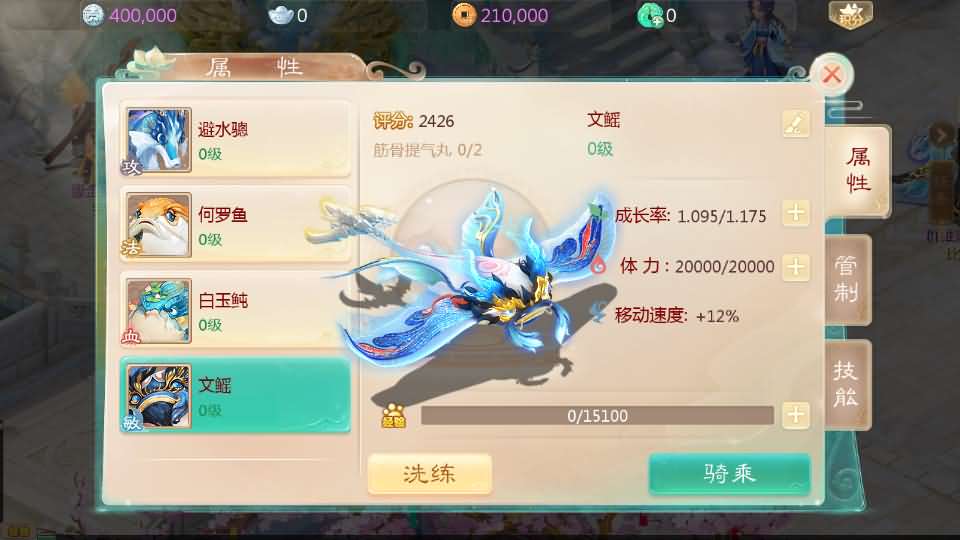 400,000
0
210,000
0
积分
属 性
避水骢
0级
攻
何罗鱼
0级
法
白玉鲀
0级
血
文鳐
0级
敏
评分: 2426
筋骨提气丸 0/2
文鳐
0级
成长率: 1.095/1.175
体 力: 20000/20000
移动速度: +12%
经验
0/15100
洗练
骑乘
属性
管制
技能